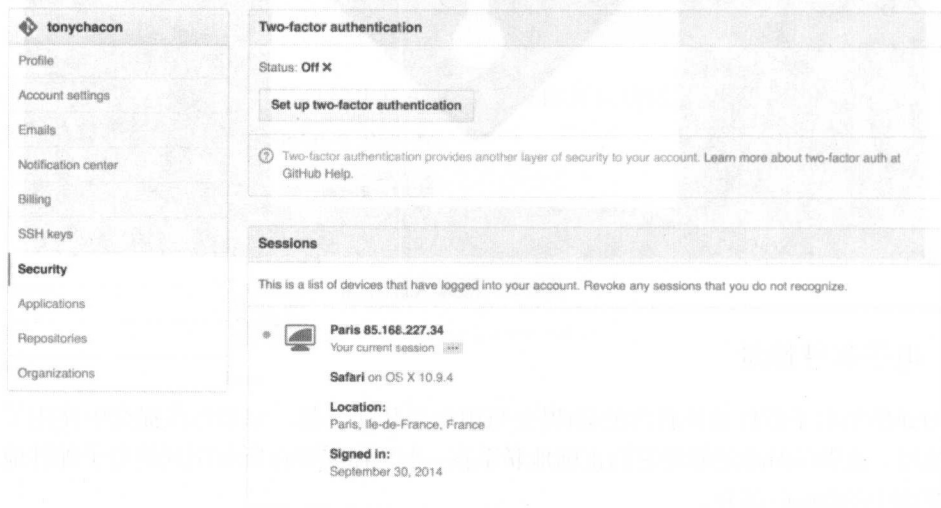 tonychacon
Profile
Account settings
Emails
Notification center
Billing
SSH keys
Security
Applications
Repositories
Organizations
Two-factor authentication
Status: Off ✕
Set up two-factor authentication
Two-factor authentication provides another layer of security to your account. Learn more about two-factor auth at
GitHub Help.
Sessions
This is a list of devices that have logged into your account. Revoke any sessions that you do not recognize.
Paris 85.168.227.34
Your current session ...
Safari on OS X 10.9.4
Location:
Paris, Ile-de-France, France
Signed in:
September 30, 2014